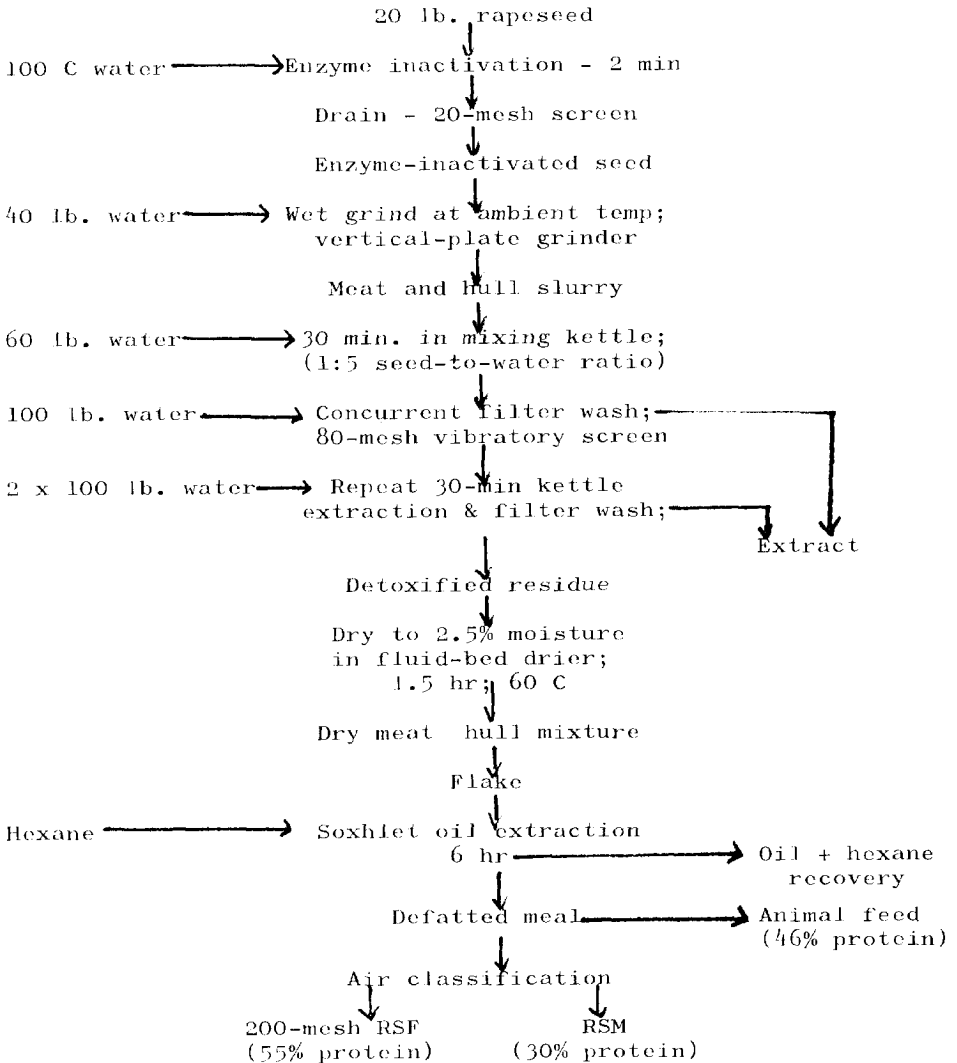 20 lb. rapeseed
100 C water
Enzyme inactivation - 2 min
Drain - 20-mesh screen
Enzyme-inactivated seed
40 lb. water
Wet grind at ambient temp;
vertical-plate grinder
Meat and hull slurry
60 lb. water
30 min. in mixing kettle;
(1:5 seed-to-water ratio)
100 lb. water
Concurrent filter wash;
80-mesh vibratory screen
2 x 100 lb. water
Repeat 30-min kettle
extraction & filter wash;
Extract
Detoxified residue
Dry to 2.5% moisture
in fluid-bed drier;
1.5 hr; 60 C
Dry meat hull mixture
Flake
Hexane
Soxhlet oil extraction
6 hr
Oil + hexane
recovery
Defatted meal
Animal feed
(46% protein)
Air classification
200-mesh RSF
(55% protein)
RSM
(30% protein)